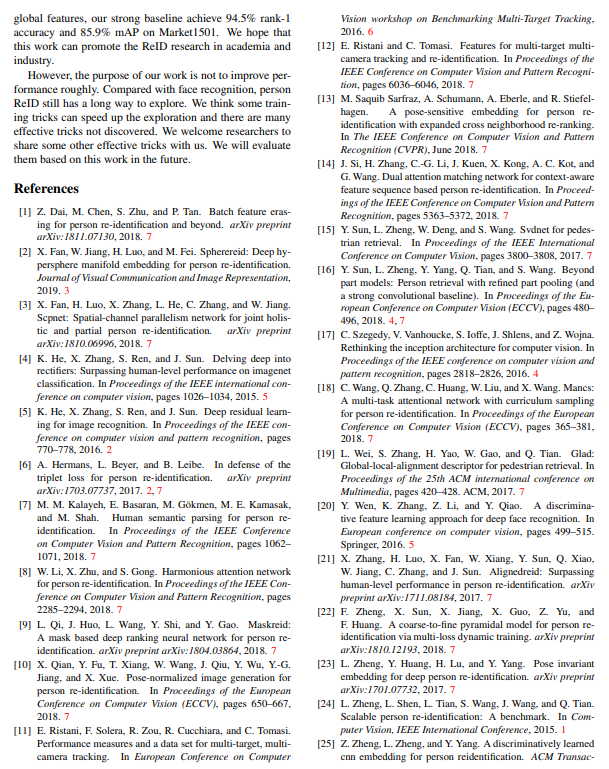 global features, our strong baseline achieve 94.5% rank-1
accuracy and 85.9% mAP on Market1501. We hope that
this work can promote the ReID research in academia and
industry.
However, the purpose of our work is not to improve per-
formance roughly. Compared with face recognition, person
ReID still has a long way to explore. We think some train-
ing tricks can speed up the exploration and there are many
effective tricks not discovered. We welcome researchers to
share some other effective tricks with us. We will evaluate
them based on this work in the future.
References
[1] Z. Dai, M. Chen, S. Zhu, and P. Tan. Batch feature eras-
ing for person re-identification and beyond. arXiv preprint
arXiv:1811.07130, 2018. 7
[2] X. Fan, W. Jiang, H. Luo, and M. Fei. Spherereid: Deep hy-
persphere manifold embedding for person re-identification.
Journal of Visual Communication and Image Representation,
2019. 3
[3] X. Fan, H. Luo, X. Zhang, L. He, C. Zhang, and W. Jiang.
Scpnet: Spatial-channel parallelism network for joint holis-
tic and partial person re-identification. arXiv preprint
arXiv:1810.06996, 2018. 7
[4] K. He, X. Zhang, S. Ren, and J. Sun. Delving deep into
rectifiers: Surpassing human-level performance on imagenet
classification. In Proceedings of the IEEE international con-
ference on computer vision, pages 1026–1034, 2015. 5
[5] K. He, X. Zhang, S. Ren, and J. Sun. Deep residual learn-
ing for image recognition. In Proceedings of the IEEE con-
ference on computer vision and pattern recognition, pages
770–778, 2016. 2
[6] A. Hermans, L. Beyer, and B. Leibe. In defense of the
triplet loss for person re-identification. arXiv preprint
arXiv:1703.07737, 2017. 2, 7
[7] M. M. Kalayeh, E. Basaran, M. Gökmen, M. E. Kamasak,
and M. Shah. Human semantic parsing for person re-
identification. In Proceedings of the IEEE Conference
on Computer Vision and Pattern Recognition, pages 1062–
1071, 2018. 7
[8] W. Li, X. Zhu, and S. Gong. Harmonious attention network
for person re-identification. In Proceedings of the IEEE Con-
ference on Computer Vision and Pattern Recognition, pages
2285–2294, 2018. 7
[9] L. Qi, J. Huo, L. Wang, Y. Shi, and Y. Gao. Maskreid:
A mask based deep ranking neural network for person re-
identification. arXiv preprint arXiv:1804.03864, 2018. 7
[10] X. Qian, Y. Fu, T. Xiang, W. Wang, J. Qiu, Y. Wu, Y.-G.
Jiang, and X. Xue. Pose-normalized image generation for
person re-identification. In Proceedings of the European
Conference on Computer Vision (ECCV), pages 650–667,
2018. 7
[11] E. Ristani, F. Solera, R. Zou, R. Cucchiara, and C. Tomasi.
Performance measures and a data set for multi-target, multi-
camera tracking. In European Conference on Computer
Vision workshop on Benchmarking Multi-Target Tracking,
2016. 6
[12] E. Ristani and C. Tomasi. Features for multi-target multi-
camera tracking and re-identification. In Proceedings of the
IEEE Conference on Computer Vision and Pattern Recogni-
tion, pages 6036–6046, 2018. 7
[13] M. Saquib Sarfraz, A. Schumann, A. Eberle, and R. Stiefel-
hagen. A pose-sensitive embedding for person re-
identification with expanded cross neighborhood re-ranking.
In The IEEE Conference on Computer Vision and Pattern
Recognition (CVPR), June 2018. 7
[14] J. Si, H. Zhang, C.-G. Li, J. Kuen, X. Kong, A. C. Kot, and
G. Wang. Dual attention matching network for context-aware
feature sequence based person re-identification. In Proceed-
ings of the IEEE Conference on Computer Vision and Pattern
Recognition, pages 5363–5372, 2018. 7
[15] Y. Sun, L. Zheng, W. Deng, and S. Wang. Svdnet for pedes-
trian retrieval. In Proceedings of the IEEE International
Conference on Computer Vision, pages 3800–3808, 2017. 7
[16] Y. Sun, L. Zheng, Y. Yang, Q. Tian, and S. Wang. Beyond
part models: Person retrieval with refined part pooling (and
a strong convolutional baseline). In Proceedings of the Eu-
ropean Conference on Computer Vision (ECCV), pages 480–
496, 2018. 4, 7
[17] C. Szegedy, V. Vanhoucke, S. Ioffe, J. Shlens, and Z. Wojna.
Rethinking the inception architecture for computer vision. In
Proceedings of the IEEE conference on computer vision and
pattern recognition, pages 2818–2826, 2016. 4
[18] C. Wang, Q. Zhang, C. Huang, W. Liu, and X. Wang. Mancs:
A multi-task attentional network with curriculum sampling
for person re-identification. In Proceedings of the European
Conference on Computer Vision (ECCV), pages 365–381,
2018. 7
[19] L. Wei, S. Zhang, H. Yao, W. Gao, and Q. Tian. Glad:
Global-local-alignment descriptor for pedestrian retrieval. In
Proceedings of the 25th ACM international conference on
Multimedia, pages 420–428. ACM, 2017. 7
[20] Y. Wen, K. Zhang, Z. Li, and Y. Qiao. A discrimina-
tive feature learning approach for deep face recognition. In
European conference on computer vision, pages 499–515.
Springer, 2016. 5
[21] X. Zhang, H. Luo, X. Fan, W. Xiang, Y. Sun, Q. Xiao,
W. Jiang, C. Zhang, and J. Sun. Alignedreid: Surpassing
human-level performance in person re-identification. arXiv
preprint arXiv:1711.08184, 2017. 7
[22] F. Zheng, X. Sun, X. Jiang, X. Guo, Z. Yu, and
F. Huang. A coarse-to-fine pyramidal model for person re-
identification via multi-loss dynamic training. arXiv preprint
arXiv:1810.12193, 2018. 7
[23] L. Zheng, Y. Huang, H. Lu, and Y. Yang. Pose invariant
embedding for deep person re-identification. arXiv preprint
arXiv:1701.07732, 2017. 7
[24] L. Zheng, L. Shen, L. Tian, S. Wang, J. Wang, and Q. Tian.
Scalable person re-identification: A benchmark. In Com-
puter Vision, IEEE International Conference, 2015. 1
[25] Z. Zheng, L. Zheng, and Y. Yang. A discriminatively learned
cnn embedding for person reidentification. ACM Transac-